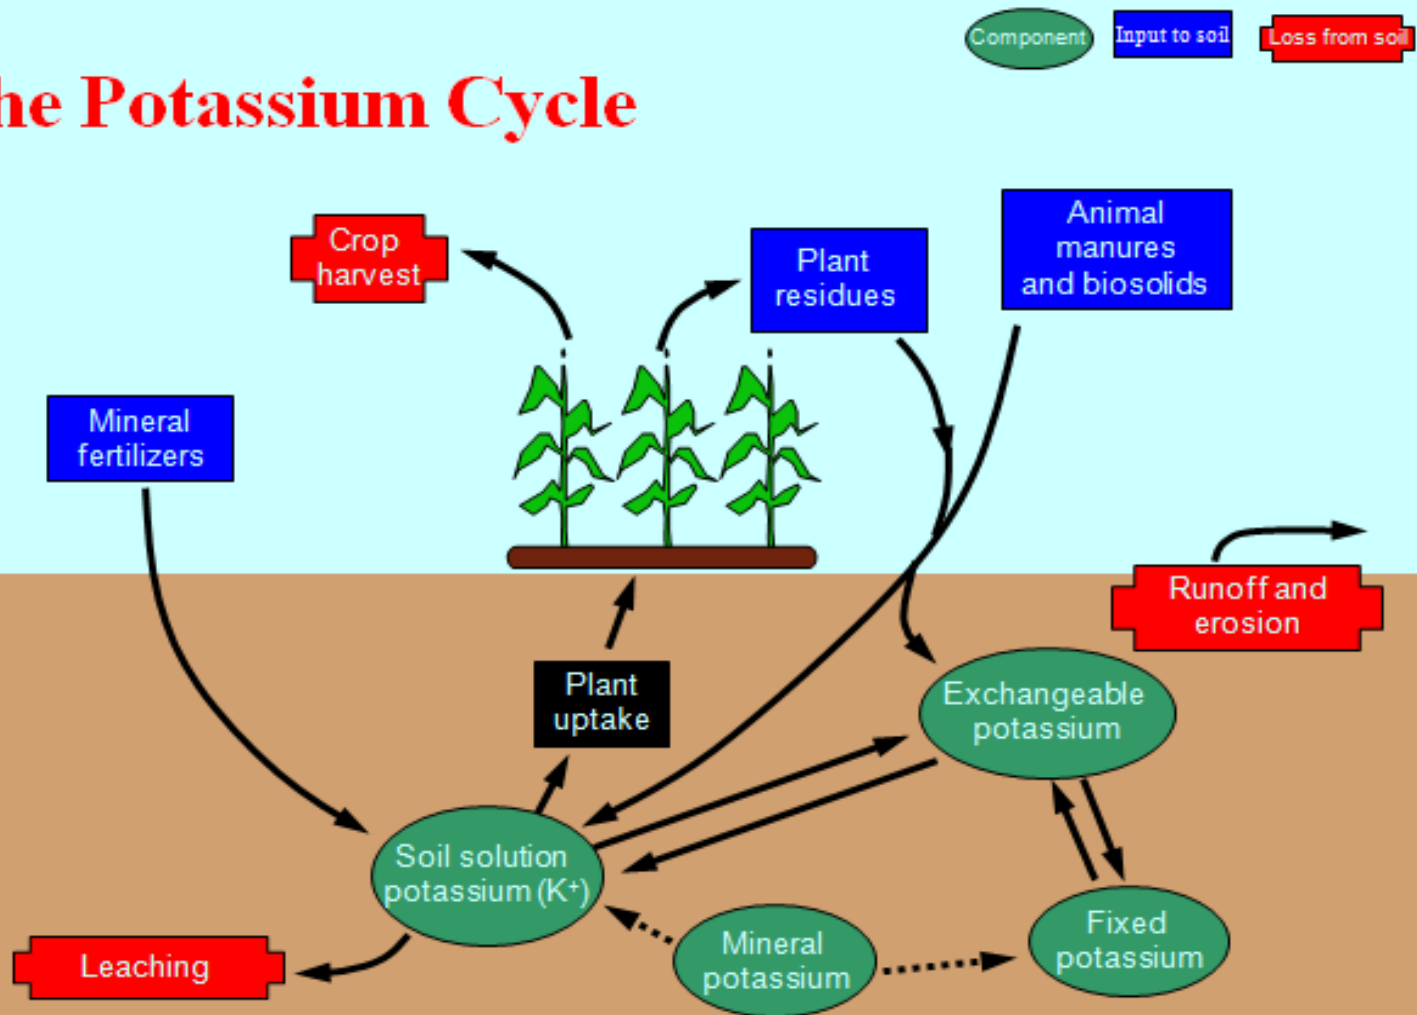 Component
Input to soil
Loss from soil
he Potassium Cycle
Crop
harvest
Plant
residues
Animal
manures
and biosolids
Mineral
fertilizers
Runoff and
erosion
Plant
uptake
Exchangeable
potassium
Soil solution
potassium (K⁺)
Mineral
potassium
Fixed
potassium
Leaching